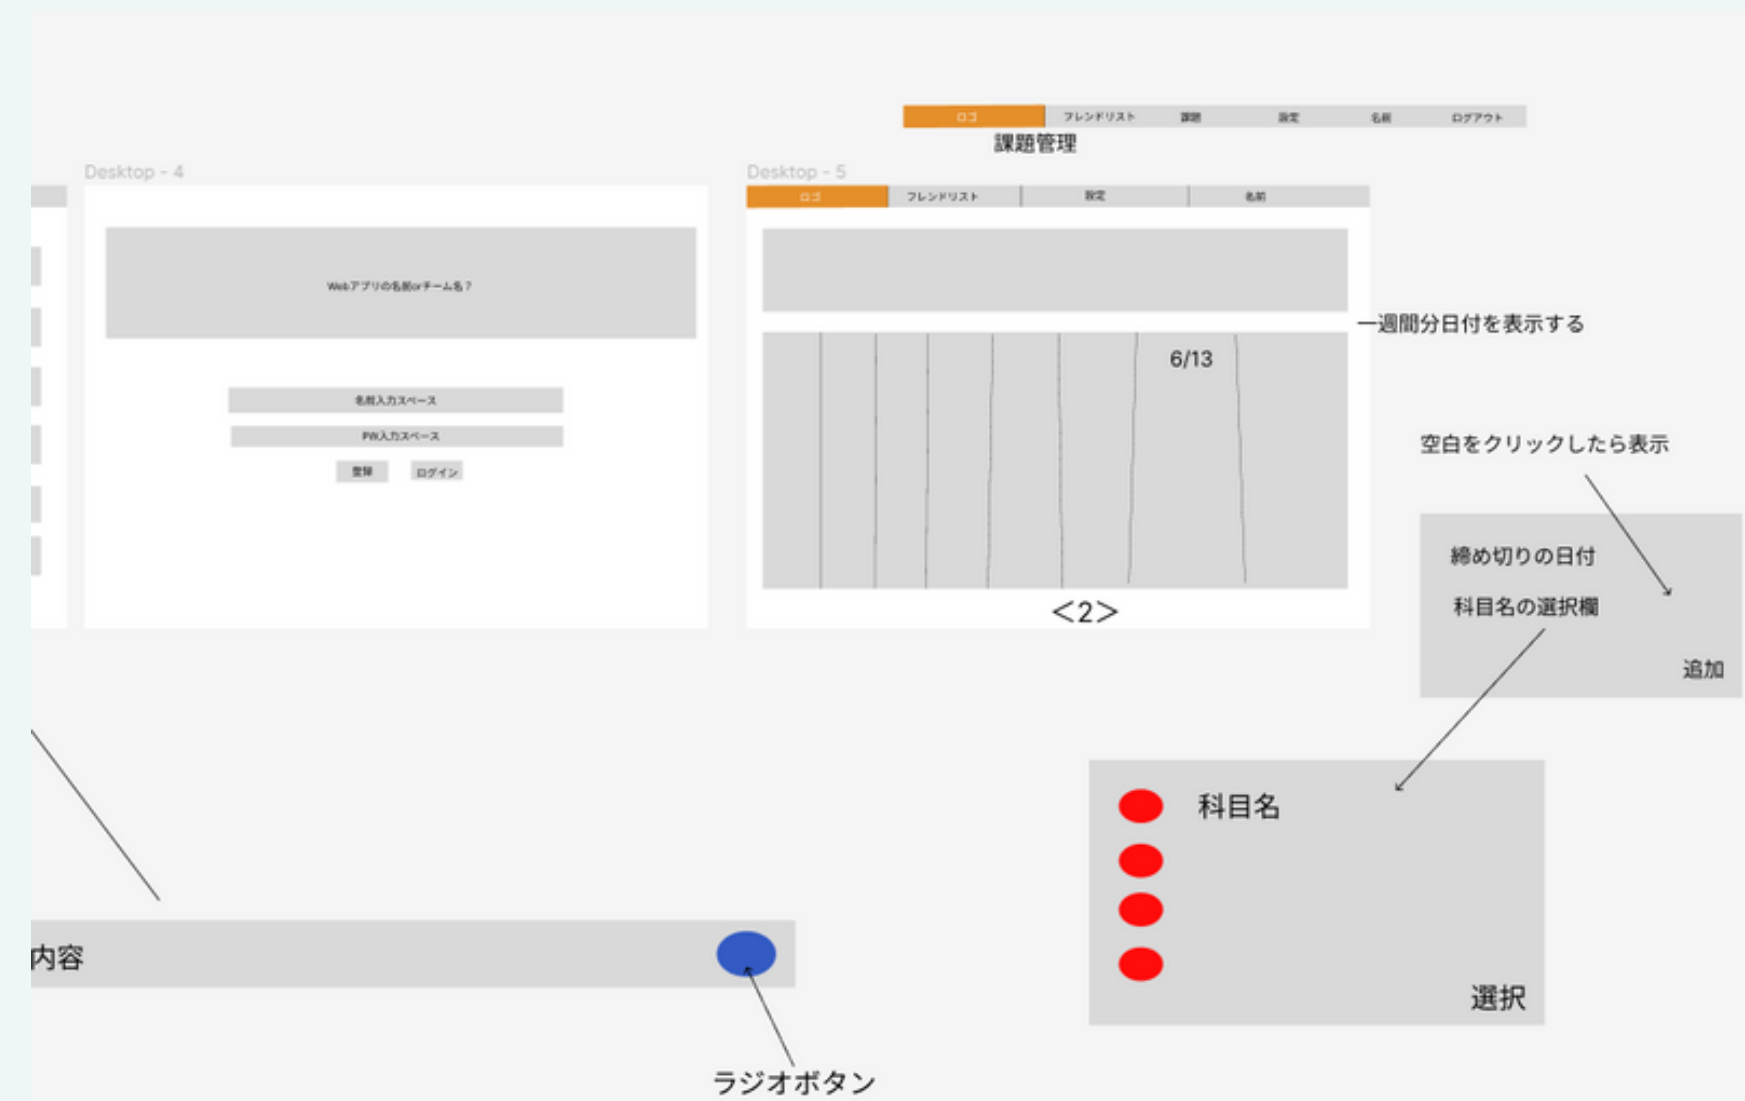 ロゴ フレンドリスト 課題 設定 名前 ログアウト
課題管理
Desktop - 4
Webアプリの名前orチーム名？
名前入力スペース
PW入力スペース
登録 ログイン
Desktop - 5
ロゴ フレンドリスト 設定 名前
一週間分日付を表示する
6/13
＜2＞
空白をクリックしたら表示
締め切りの日付
科目名の選択欄
追加
科目名
選択
内容
ラジオボタン